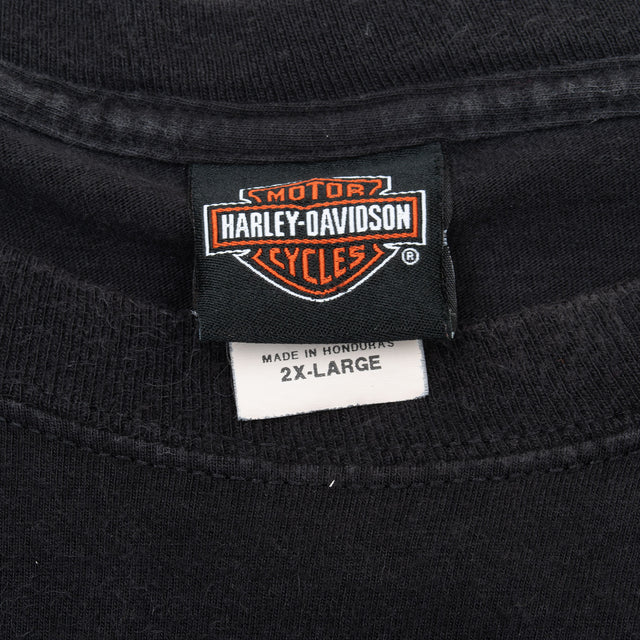 MOTOR
HARLEY-DAVIDSON
CYCLES
®
MADE IN HONDURAS
2X-LARGE